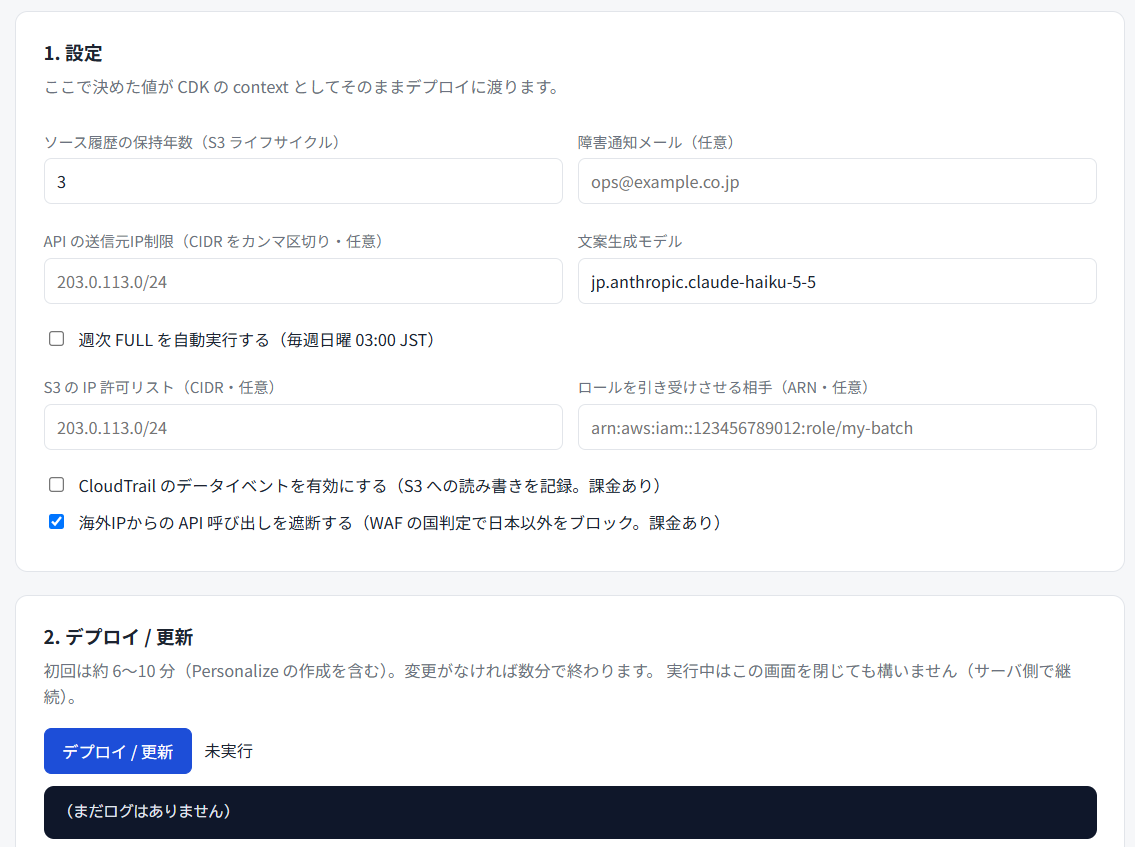 1. 設定
ここで決めた値が CDK の context としてそのままデプロイに渡ります。
ソース履歴の保持年数（S3 ライフサイクル）
障害通知メール（任意）
3
ops@example.co.jp
API の送信元IP制限（CIDR をカンマ区切り・任意）
文案生成モデル
203.0.113.0/24
jp.anthropic.claude-haiku-5-5
週次 FULL を自動実行する（毎週日曜 03:00 JST）
S3 の IP 許可リスト（CIDR・任意）
ロールを引き受けさせる相手（ARN・任意）
203.0.113.0/24
arn:aws:iam::123456789012:role/my-batch
CloudTrail のデータイベントを有効にする（S3 への読み書きを記録。課金あり）
海外IPからの API 呼び出しを遮断する（WAF の国判定で日本以外をブロック。課金あり）
2. デプロイ / 更新
初回は約 6〜10 分（Personalize の作成を含む）。変更がなければ数分で終わります。 実行中はこの画面を閉じても構いません（サーバ側で継
続）。
デプロイ / 更新
未実行
（まだログはありません）